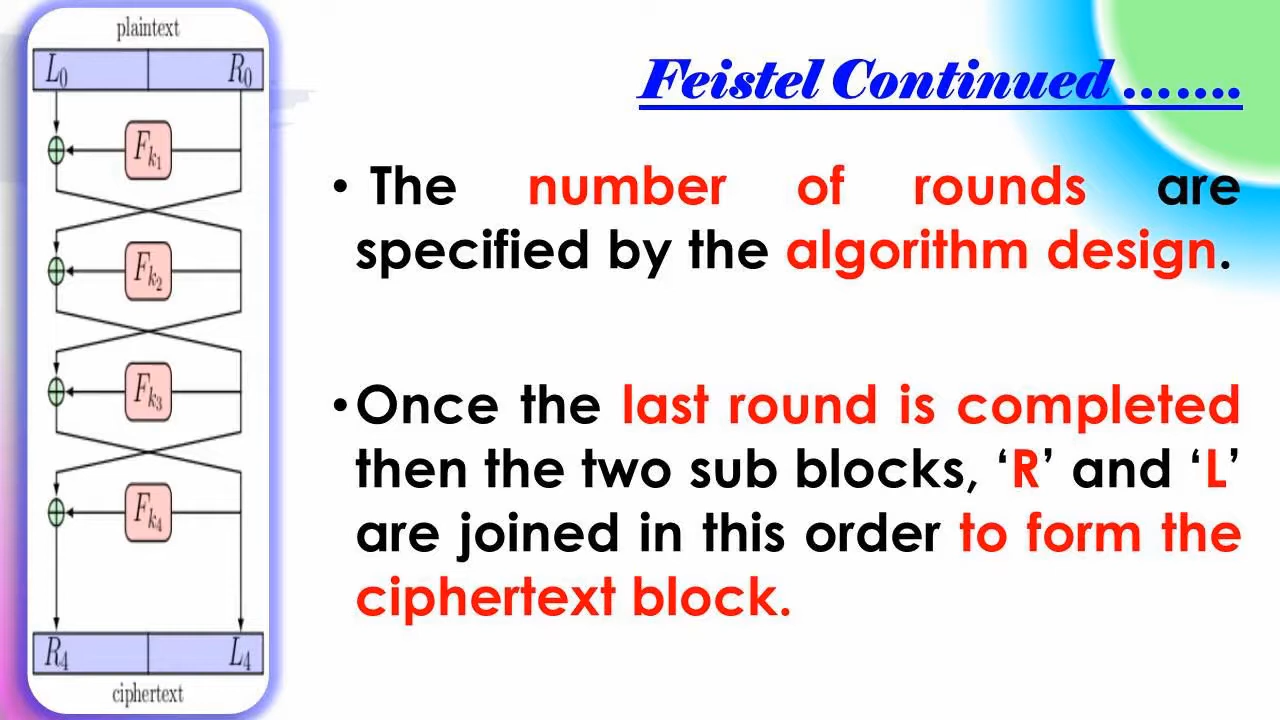 plaintext
L0 R0
Fk1
Fk2
Fk3
Fk4
R4 L4
ciphertext
Feistel Continued .......
• The number of rounds are
specified by the algorithm design.
•Once the last round is completed
then the two sub blocks, ‘R’ and ‘L’
are joined in this order to form the
ciphertext block.